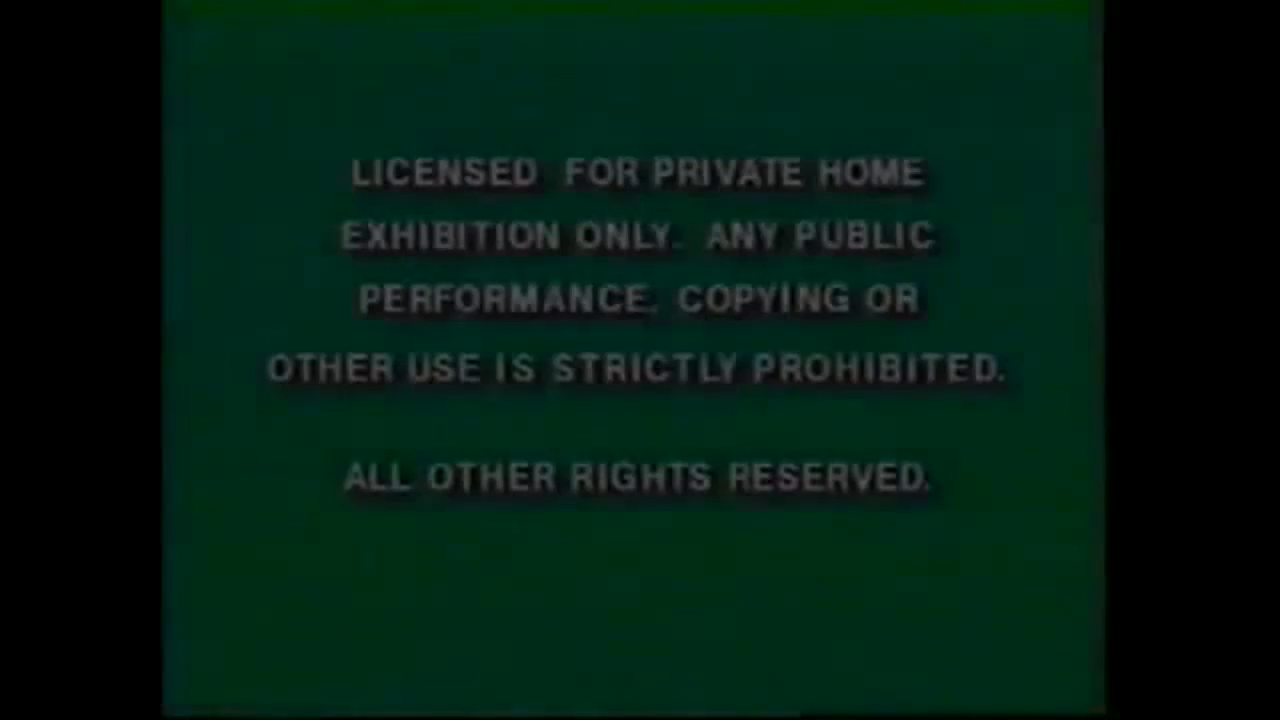 LICENSED FOR PRIVATE HOME
EXHIBITION ONLY. ANY PUBLIC
PERFORMANCE, COPYING OR
OTHER USE IS STRICTLY PROHIBITED.
ALL OTHER RIGHTS RESERVED.